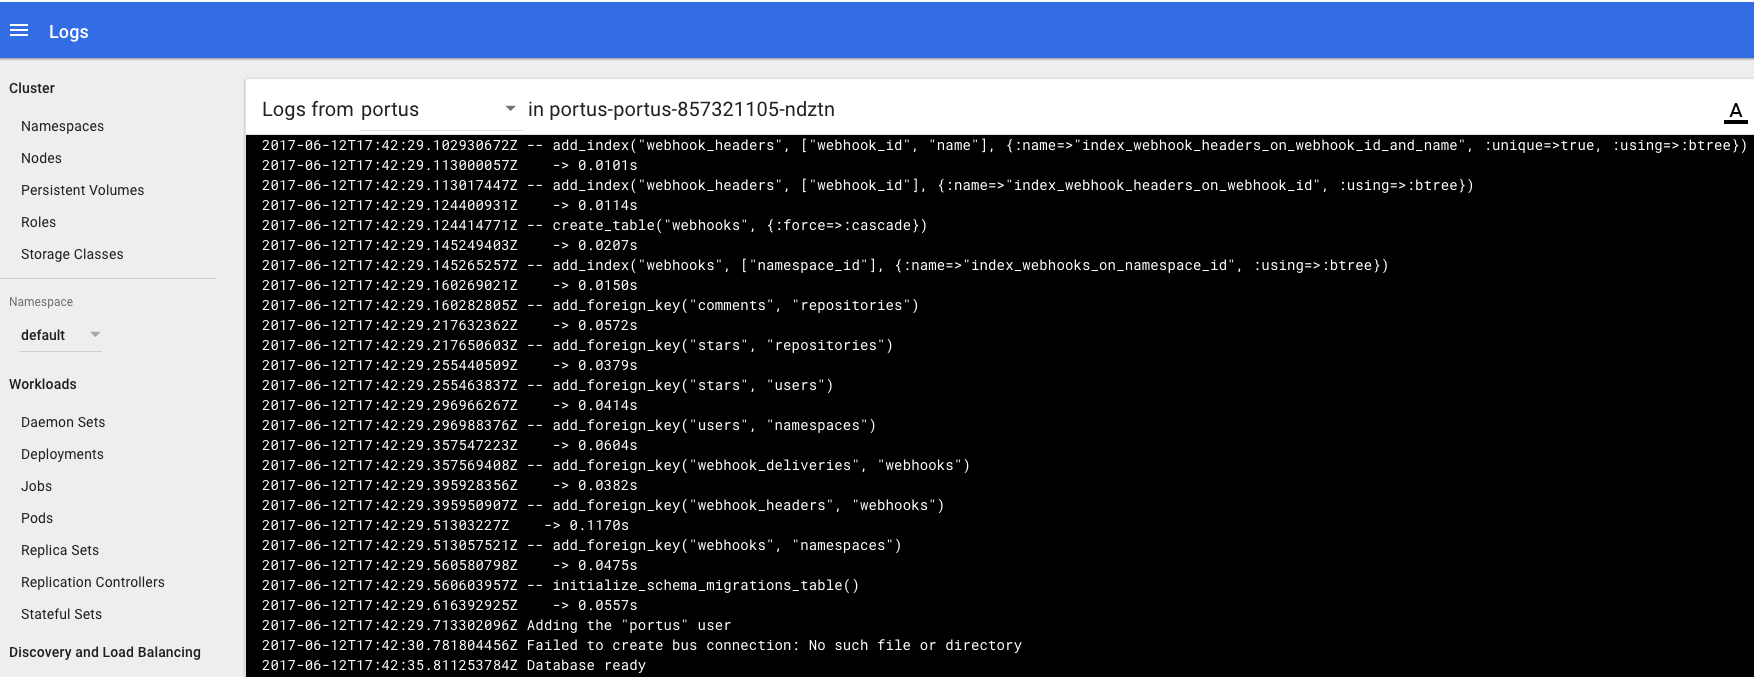 Logs
Cluster
Namespaces
Nodes
Persistent Volumes
Roles
Storage Classes
Namespace
default
Workloads
Daemon Sets
Deployments
Jobs
Pods
Replica Sets
Replication Controllers
Stateful Sets
Discovery and Load Balancing
Logs from portus in portus-portus-857321105-ndztn
A
2017-06-12T17:42:29.102930672Z -- add_index("webhook_headers", ["webhook_id", "name"], {:name=>"index_webhook_headers_on_webhook_id_and_name", :unique=>true, :using=>:btree})
2017-06-12T17:42:29.113000057Z    -> 0.0101s
2017-06-12T17:42:29.113017447Z -- add_index("webhook_headers", ["webhook_id"], {:name=>"index_webhook_headers_on_webhook_id", :using=>:btree})
2017-06-12T17:42:29.124400931Z    -> 0.0114s
2017-06-12T17:42:29.124414771Z -- create_table("webhooks", {:force=>:cascade})
2017-06-12T17:42:29.145249403Z    -> 0.0207s
2017-06-12T17:42:29.145265257Z -- add_index("webhooks", ["namespace_id"], {:name=>"index_webhooks_on_namespace_id", :using=>:btree})
2017-06-12T17:42:29.160269021Z    -> 0.0150s
2017-06-12T17:42:29.160282805Z -- add_foreign_key("comments", "repositories")
2017-06-12T17:42:29.217632362Z    -> 0.0572s
2017-06-12T17:42:29.217650603Z -- add_foreign_key("stars", "repositories")
2017-06-12T17:42:29.255440509Z    -> 0.0379s
2017-06-12T17:42:29.255463837Z -- add_foreign_key("stars", "users")
2017-06-12T17:42:29.296966267Z    -> 0.0414s
2017-06-12T17:42:29.296988376Z -- add_foreign_key("users", "namespaces")
2017-06-12T17:42:29.357547223Z    -> 0.0604s
2017-06-12T17:42:29.357569408Z -- add_foreign_key("webhook_deliveries", "webhooks")
2017-06-12T17:42:29.395928356Z    -> 0.0382s
2017-06-12T17:42:29.395950907Z -- add_foreign_key("webhook_headers", "webhooks")
2017-06-12T17:42:29.51303227Z    -> 0.1170s
2017-06-12T17:42:29.513057521Z -- add_foreign_key("webhooks", "namespaces")
2017-06-12T17:42:29.560580798Z    -> 0.0475s
2017-06-12T17:42:29.560603957Z -- initialize_schema_migrations_table()
2017-06-12T17:42:29.616392925Z    -> 0.0557s
2017-06-12T17:42:29.713302096Z Adding the "portus" user
2017-06-12T17:42:30.781804456Z Failed to create bus connection: No such file or directory
2017-06-12T17:42:35.811253784Z Database ready